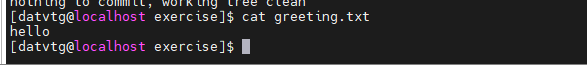 nothing to commit, working tree clean
[datvtg@localhost exercise]$ cat greeting.txt
hello
[datvtg@localhost exercise]$